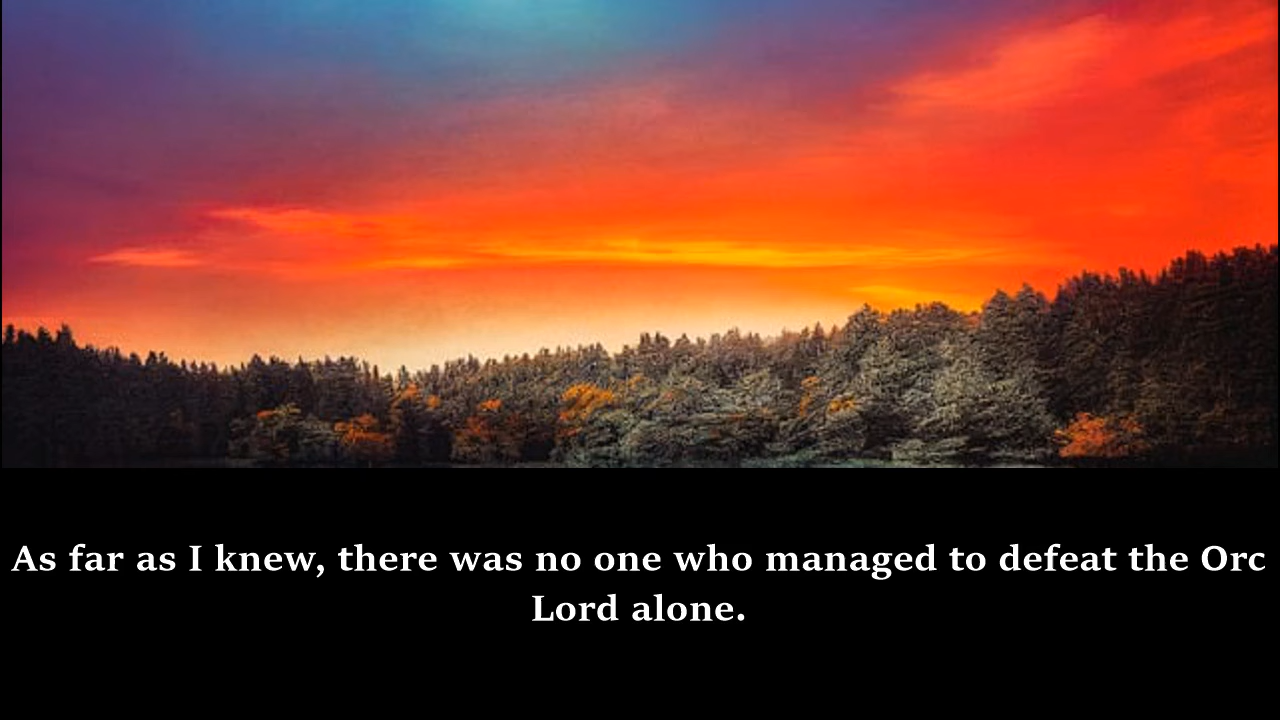 As far as I knew, there was no one who managed to defeat the Orc
Lord alone.